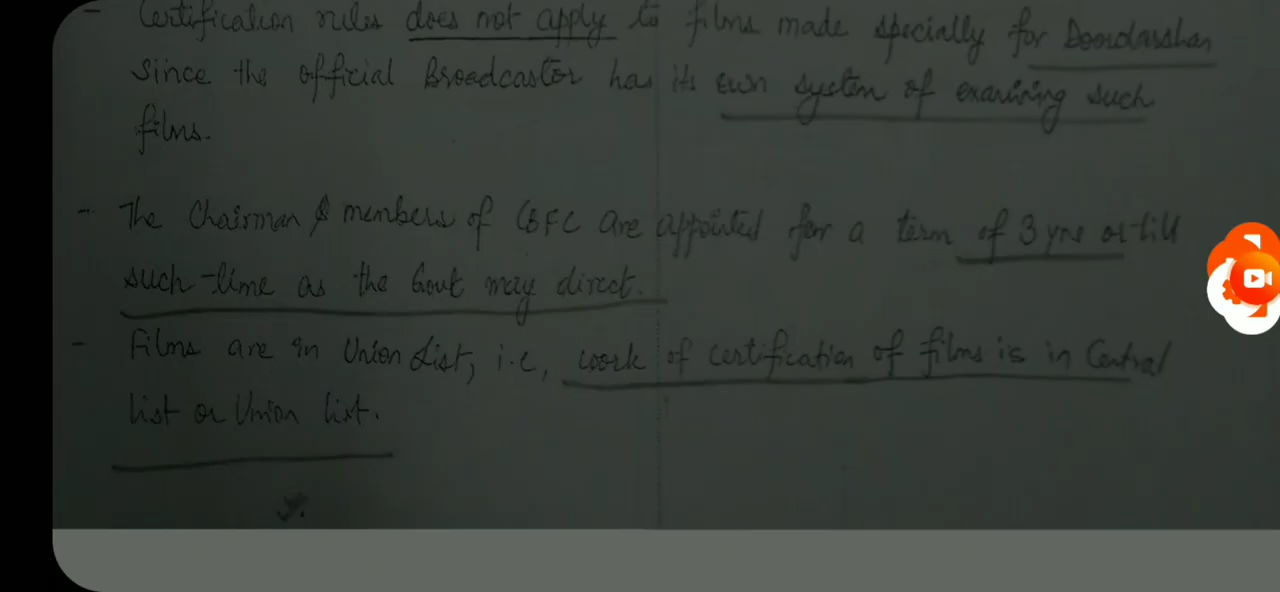 - Certification rules does not apply to films made specially for Doordarshan
since the official Broadcastor has its own system of examining such
films.
- The Chairman & members of CBFC are appointed for a term of 3 yrs or till
such-time as the Govt may direct.
- Films are in Union List, i.e, work of certification of films is in Central
list or Union list.